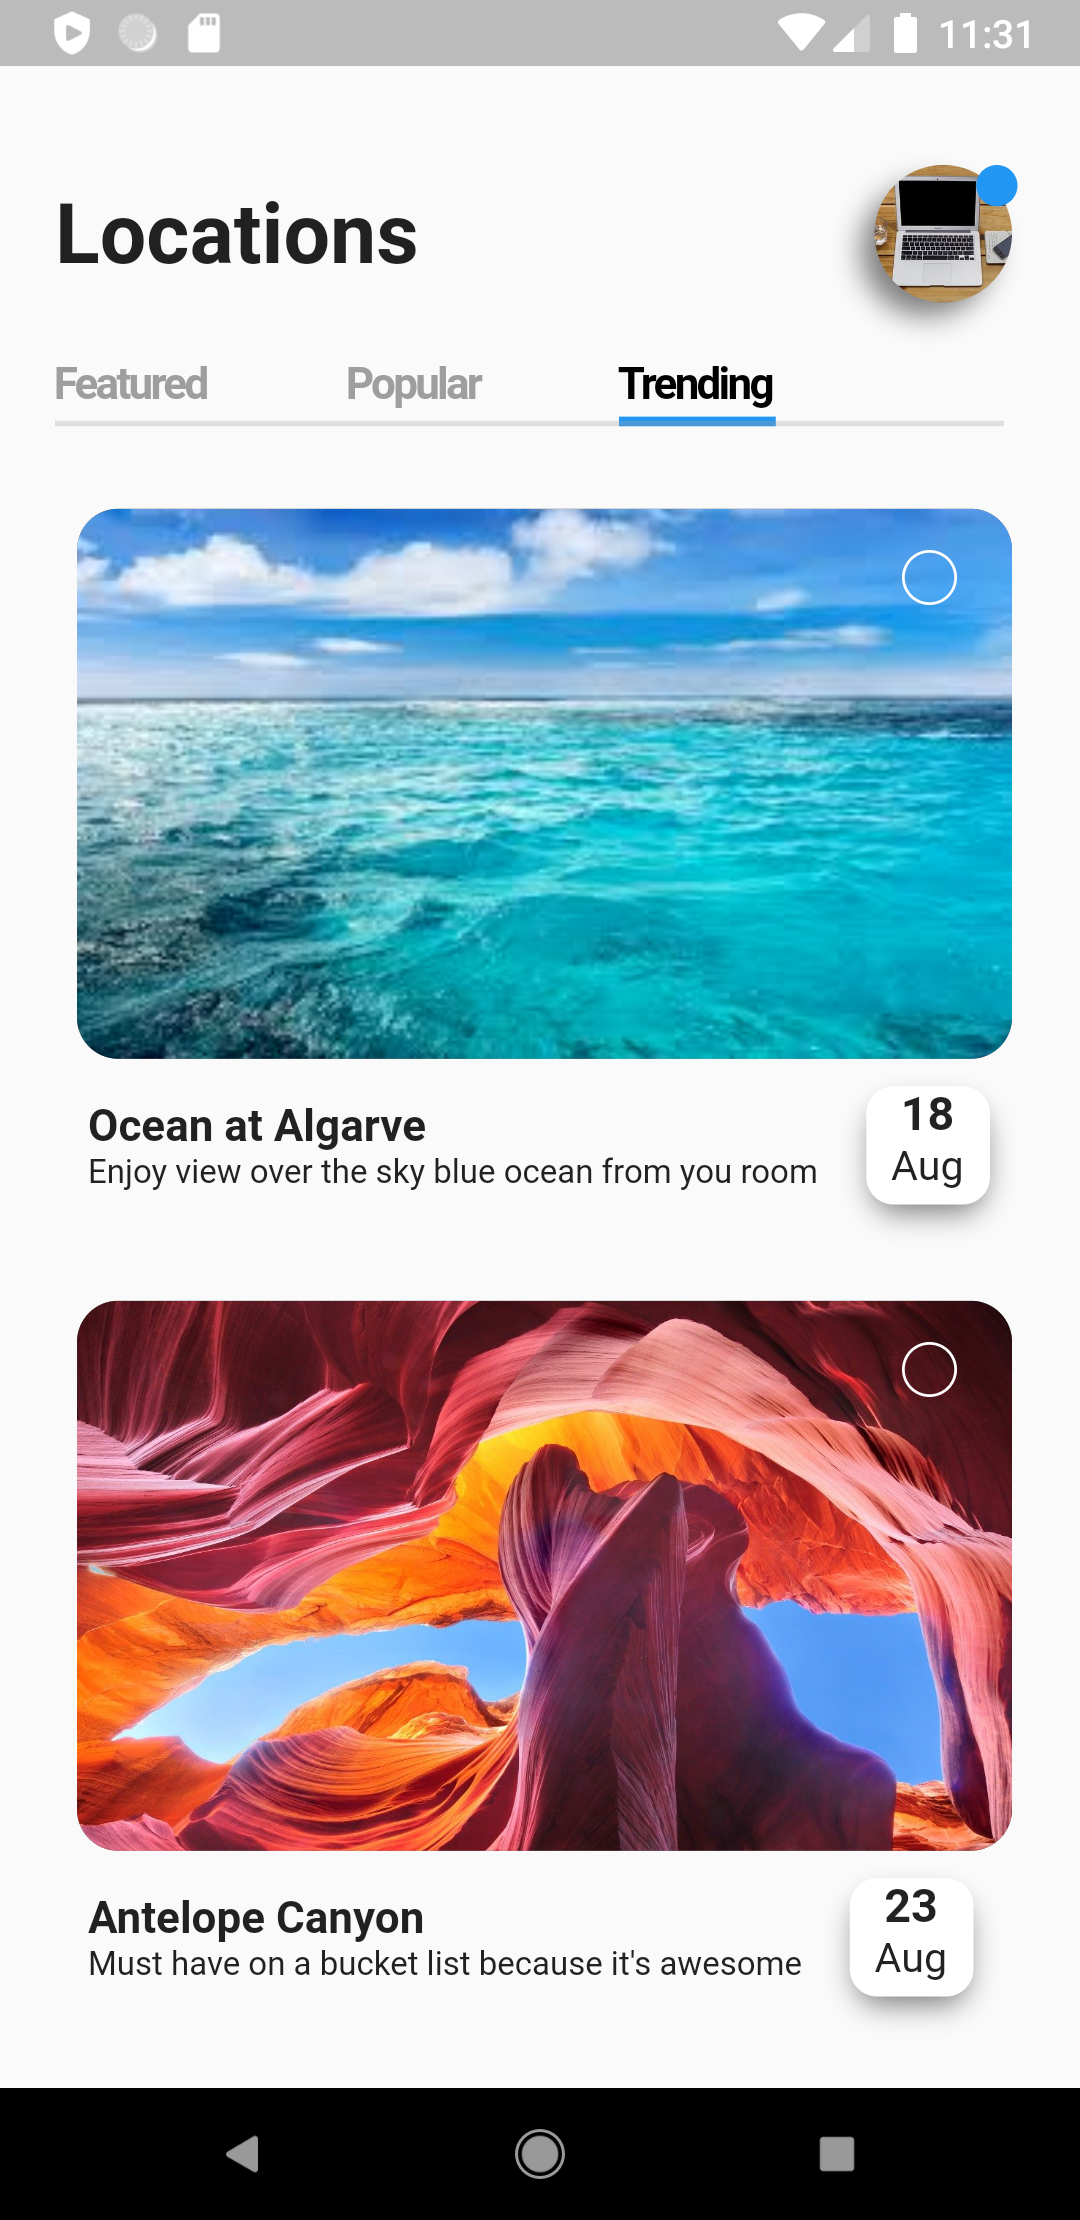 11:31
Locations
Featured Popular Trending
Ocean at Algarve
Enjoy view over the sky blue ocean from you room
18
Aug
Antelope Canyon
Must have on a bucket list because it's awesome
23
Aug